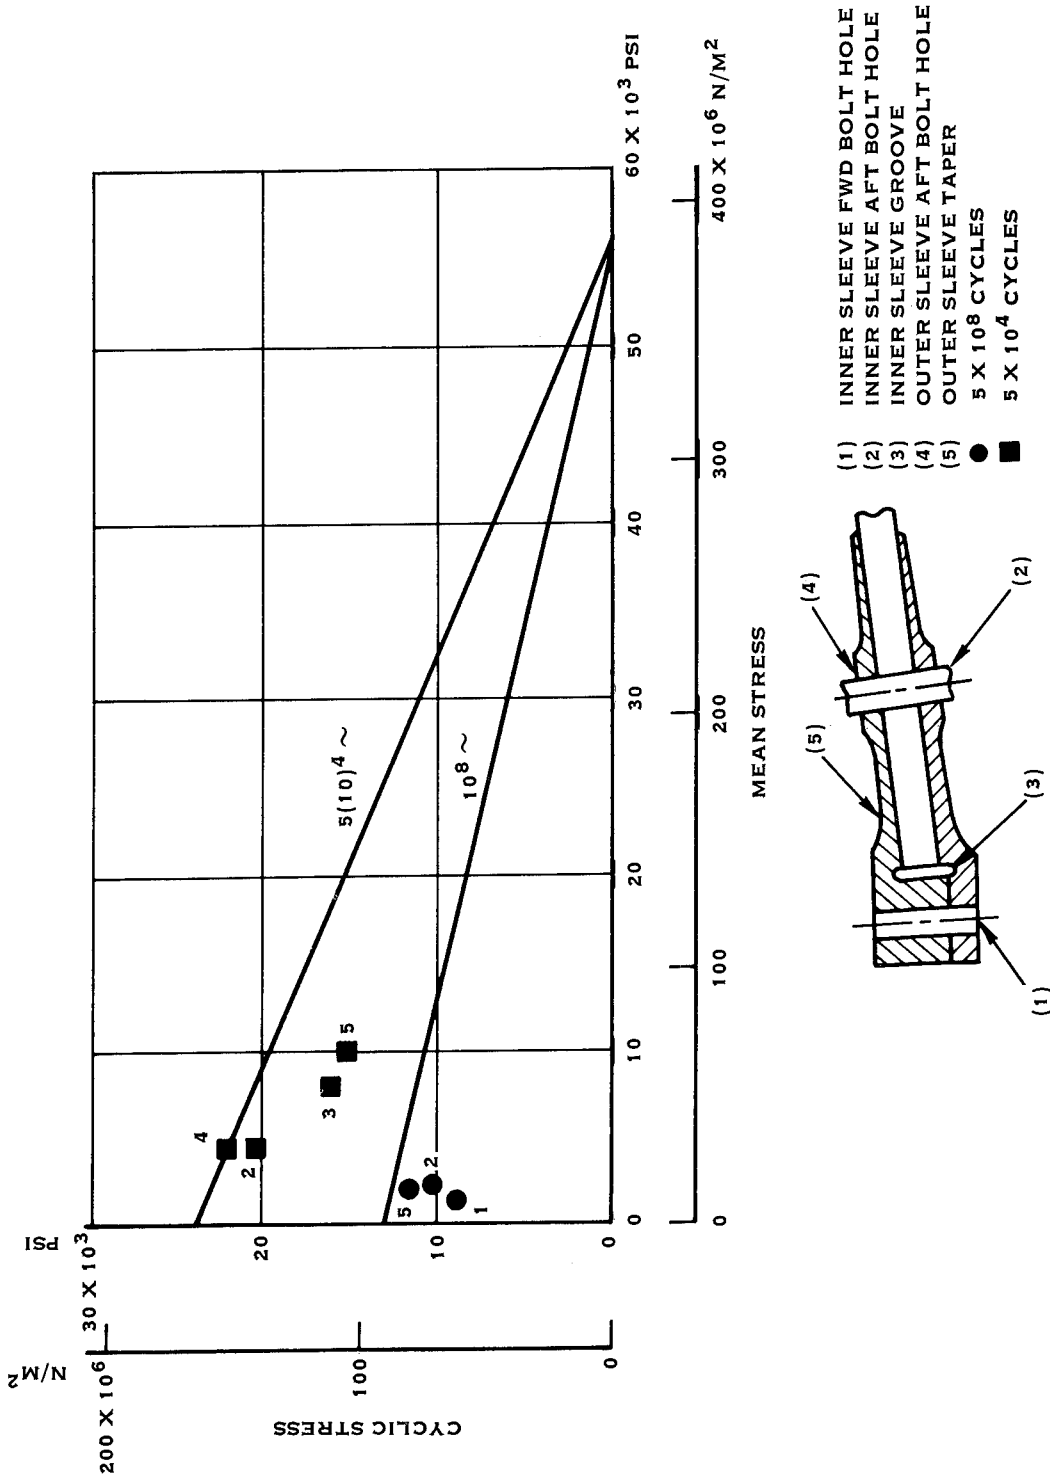 PSI
N/M²
200 X 10⁶
30 X 10³
100
20
10
0
0
CYCLIC STRESS
4
2
3
5
5
2
1
5(10)⁴ ~
10⁸ ~
0
10
20
30
40
50
60 X 10³ PSI
0
100
200
300
400 X 10⁶ N/M²
MEAN STRESS
(1)
(2)
(3)
(4)
(5)
(1) INNER SLEEVE FWD BOLT HOLE
(2) INNER SLEEVE AFT BOLT HOLE
(3) INNER SLEEVE GROOVE
(4) OUTER SLEEVE AFT BOLT HOLE
(5) OUTER SLEEVE TAPER
● 5 X 10⁸ CYCLES
■ 5 X 10⁴ CYCLES